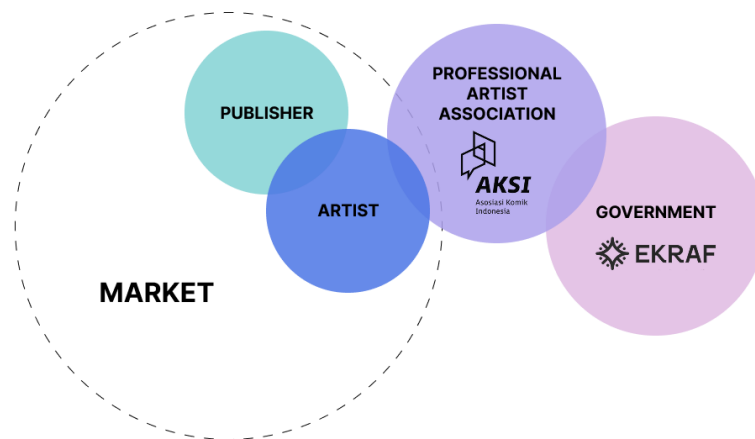 PUBLISHER
ARTIST
MARKET
PROFESSIONAL
ARTIST
ASSOCIATION
AKSI
Asosiasi Komik
Indonesia
GOVERNMENT
EKRAF